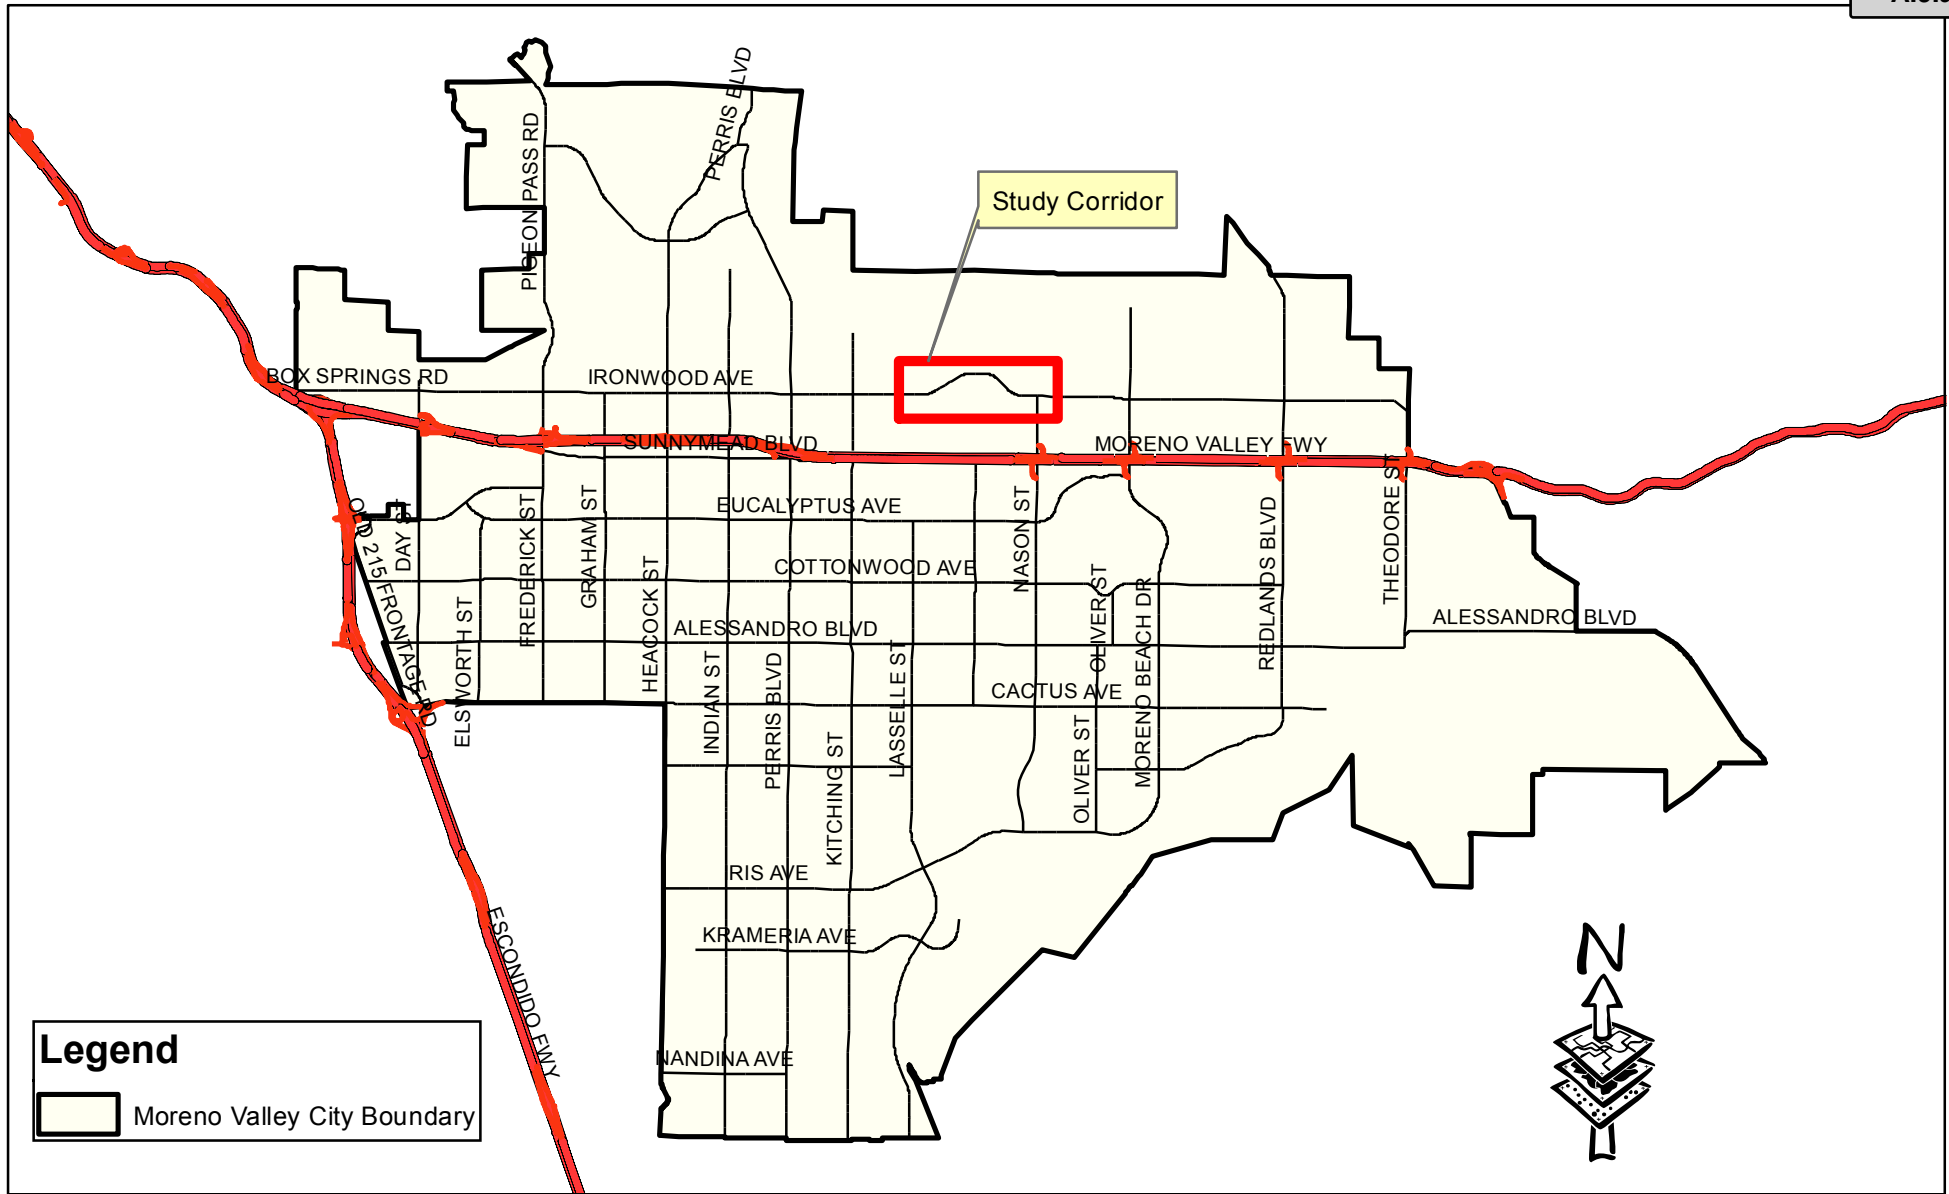 PERRIS BLVD
PIGEON PASS RD
Study Corridor
BOX SPRINGS RD
IRONWOOD AVE
SUNNYMEAD BLVD
MORENO VALLEY FWY
EUCALYPTUS AVE
OLD 215 FRONTAGE RD
DAY ST
FREDERICK ST
GRAHAM ST
NASON ST
REDLANDS BLVD
THEODORE ST
COTTONWOOD AVE
HEACOCK ST
ELSWORTH ST
OLIVER ST
MORENO BEACH DR
ALESSANDRO BLVD
ALESSANDRO BLVD
INDIAN ST
PERRIS BLVD
LASSELLE ST
CACTUS AVE
KITCHING ST
OLIVER ST
IRIS AVE
KRAMERIA AVE
ESCONDIDO FWY
NANDINA AVE
N
Legend
Moreno Valley City Boundary